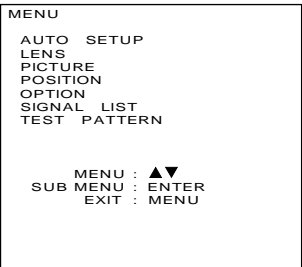 MENU
AUTO SETUP
LENS
PICTURE
POSITION
OPTION
SIGNAL LIST
TEST PATTERN
MENU : ▲▼
SUB MENU : ENTER
EXIT : MENU